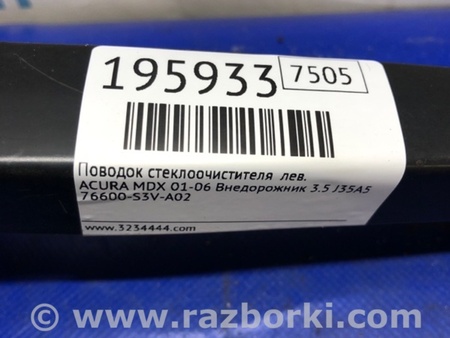 195933 7505
Поводок стеклоочистителя лев.
ACURA MDX 01-06 Внедорожник 3.5 J35A5
76600-S3V-A02
www.3234444.com
© www.razborki.com/